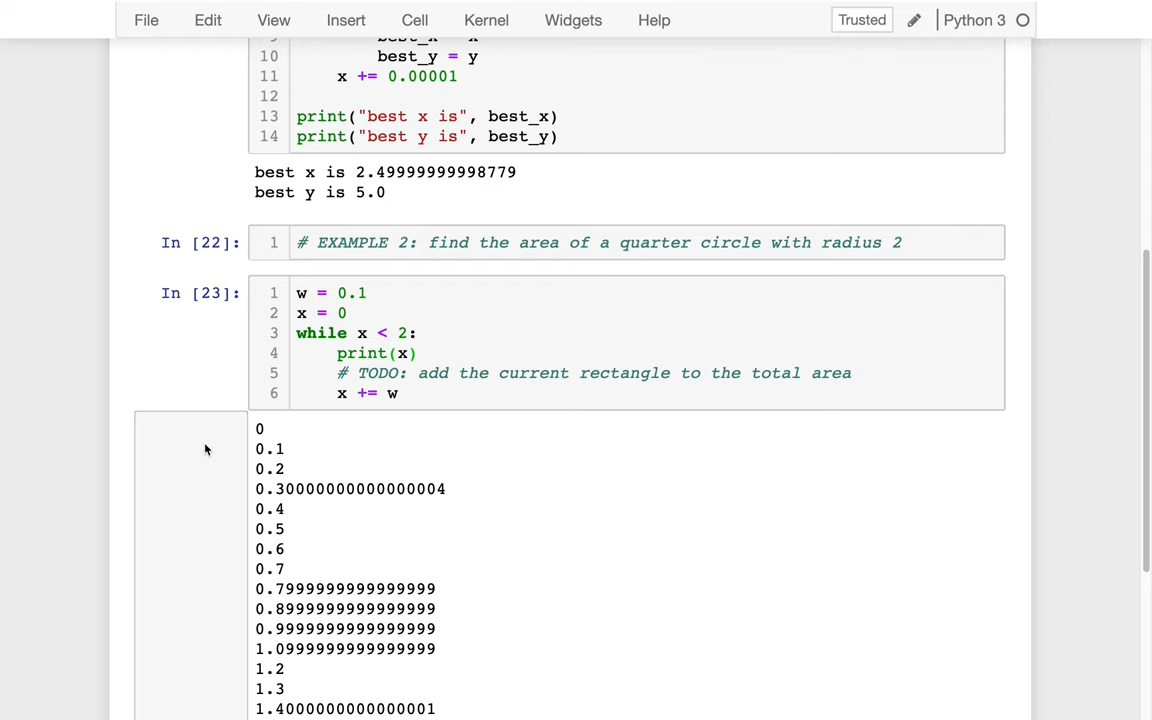 File Edit View Insert Cell Kernel Widgets Help Trusted Python 3
10 best_y = y
11 x += 0.00001
12
13 print("best x is", best_x)
14 print("best y is", best_y)
best x is 2.49999999998779
best y is 5.0
In [22]: 1 # EXAMPLE 2: find the area of a quarter circle with radius 2
In [23]: 1 w = 0.1
2 x = 0
3 while x < 2:
4 print(x)
5 # TODO: add the current rectangle to the total area
6 x += w
0
0.1
0.2
0.30000000000000004
0.4
0.5
0.6
0.7
0.7999999999999999
0.8999999999999999
0.9999999999999999
1.0999999999999999
1.2
1.3
1.4000000000000001